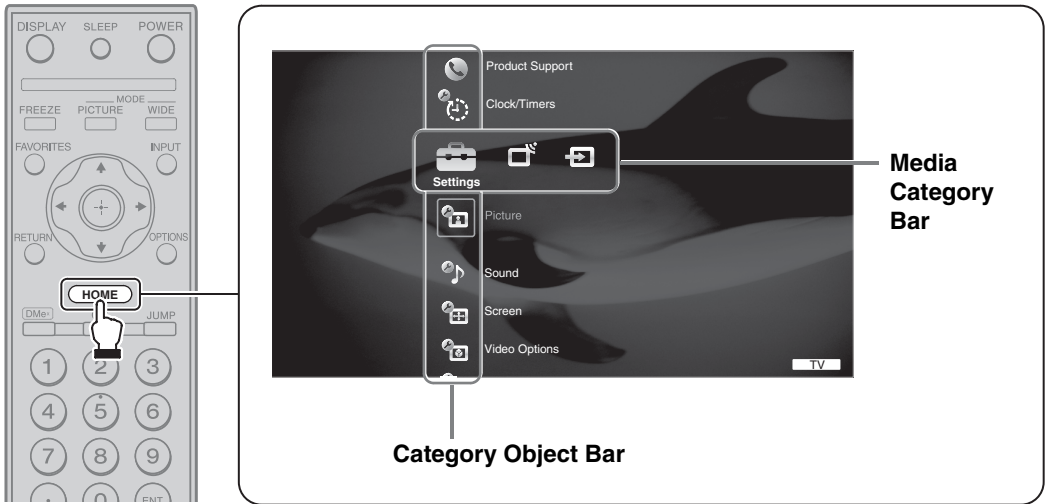 DISPLAY SLEEP POWER
MODE
FREEZE PICTURE WIDE
FAVORITES INPUT
RETURN OPTIONS
HOME
DMex JUMP
1 2 3
4 5 6
7 8 9
0 ENT
Product Support
Clock/Timers
Settings
Picture
Sound
Screen
Video Options
TV
Media
Category
Bar
Category Object Bar